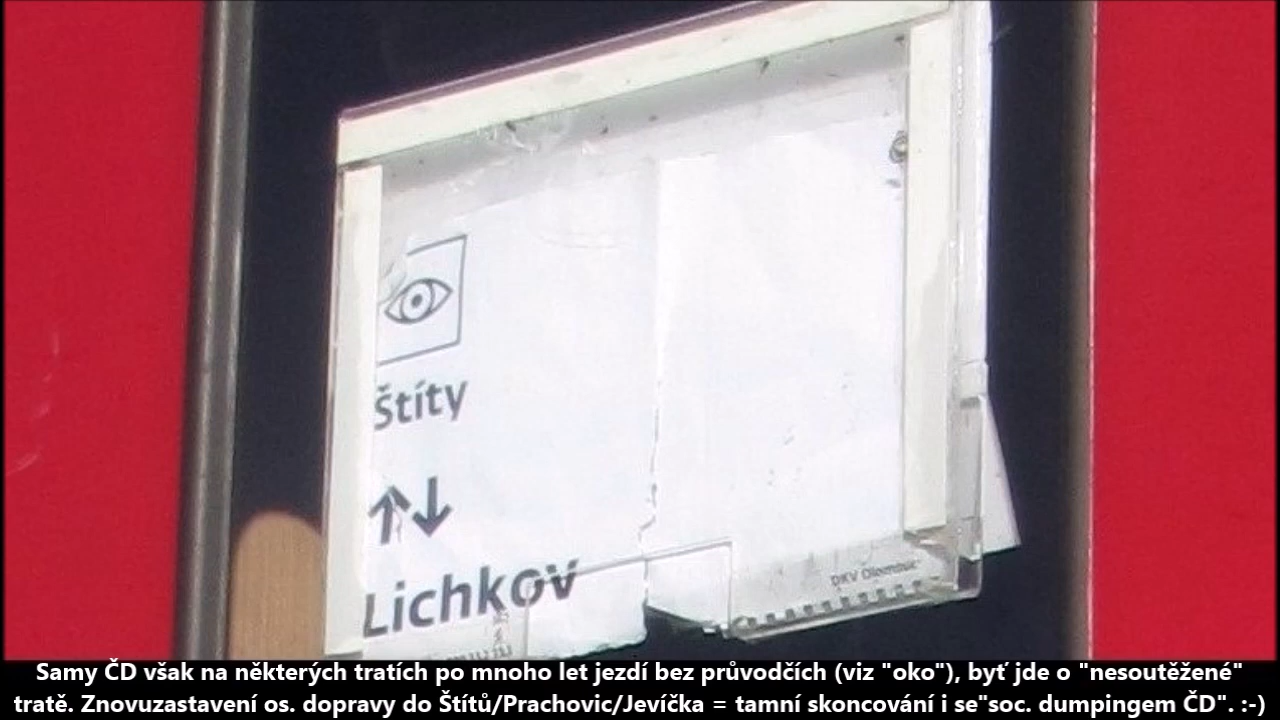 Štíty
↑↓
Lichkov
DKV Olomouc
Samy ČD však na některých tratích po mnoho let jezdí bez průvodčích (viz "oko"), byť jde o "nesoutěžené"
tratě. Znovuzastavení os. dopravy do Štítů/Prachovic/Jevíčka = tamní skoncování i se"soc. dumpingem ČD". :-)